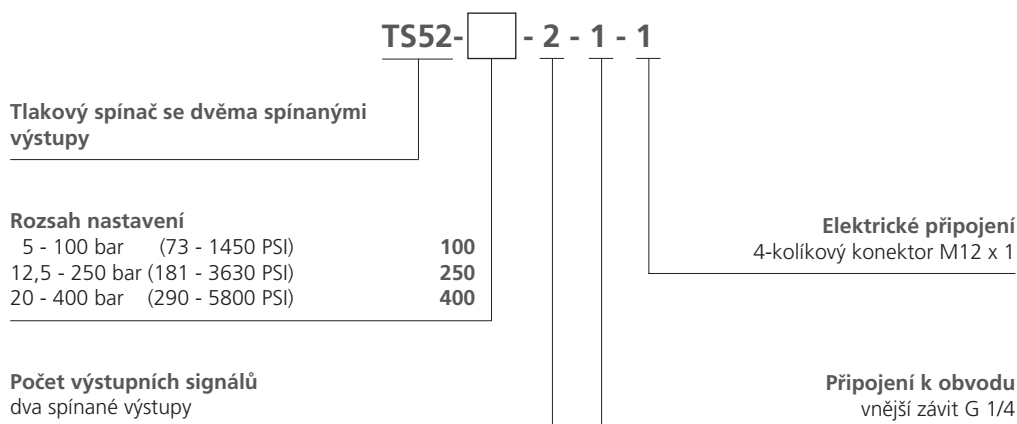 TS52- - 2 - 1 - 1
Tlakový spínač se dvěma spínanými
výstupy
Rozsah nastavení
5 - 100 bar (73 - 1450 PSI) 100
12,5 - 250 bar (181 - 3630 PSI) 250
20 - 400 bar (290 - 5800 PSI) 400
Elektrické připojení
4-kolíkový konektor M12 x 1
Počet výstupních signálů
dva spínané výstupy
Připojení k obvodu
vnější závit G 1/4